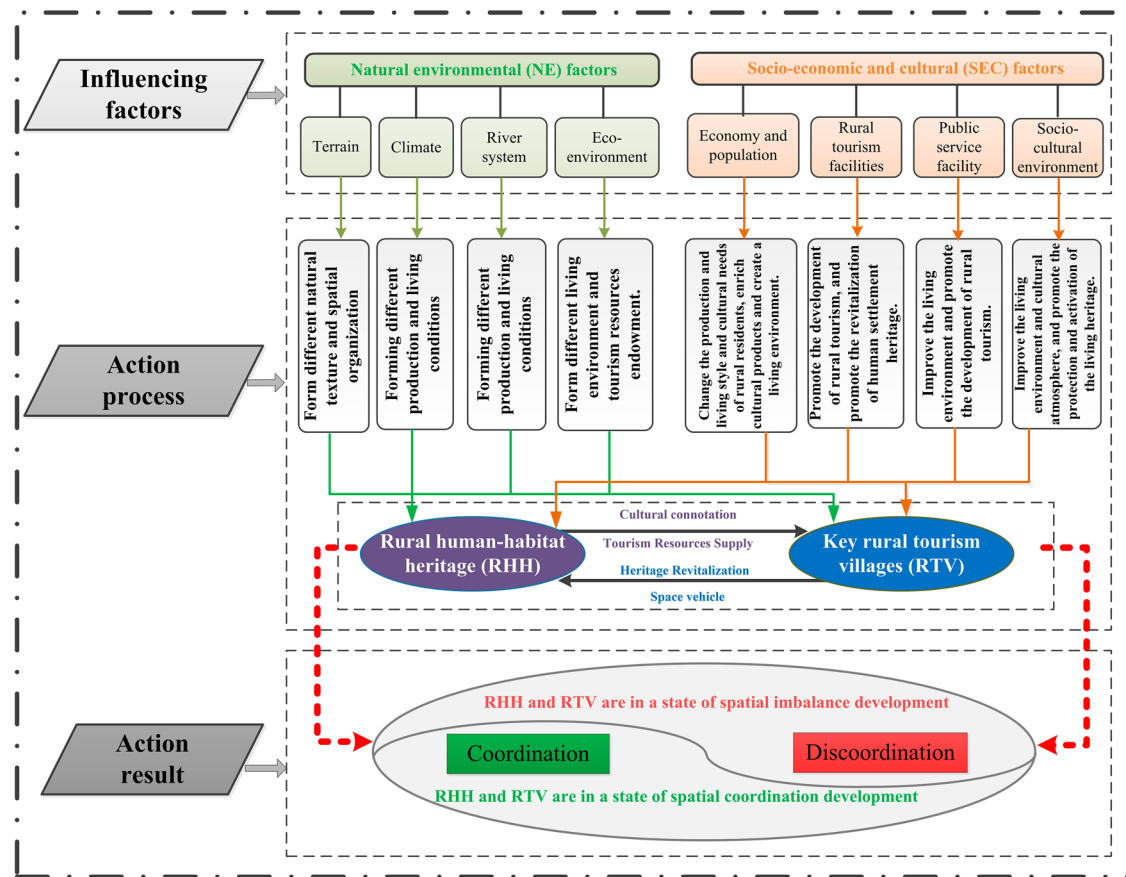 Influencing
factors
Natural environmental (NE) factors
Socio-economic and cultural (SEC) factors
Terrain
Climate
River
system
Eco-
environment
Economy and
population
Rural
tourism
facilities
Public
service
facility
Socio-
cultural
environment
Action
process
Form different natural
texture and spatial
organization
Forming different
production and living
conditions
Forming different
production and living
conditions
Form different living
environment and
tourism resources
endowment.
Change the production and
living style and cultural needs
of rural residents, enrich
cultural products and create a
living environment.
Promote the development
of rural tourism, and
promote the revitalization
of human settlement
heritage.
Improve the living
environment and promote
the development of rural
tourism.
Improve the living
environment and cultural
atmosphere, and promote the
protection and activation of
the living heritage.
Rural human-habitat
heritage (RHH)
Cultural connotation
Tourism Resources Supply
Heritage Revitalization
Space vehicle
Key rural tourism
villages (RTV)
Action
result
RHH and RTV are in a state of spatial imbalance development
Coordination
Discoordination
RHH and RTV are in a state of spatial coordination development